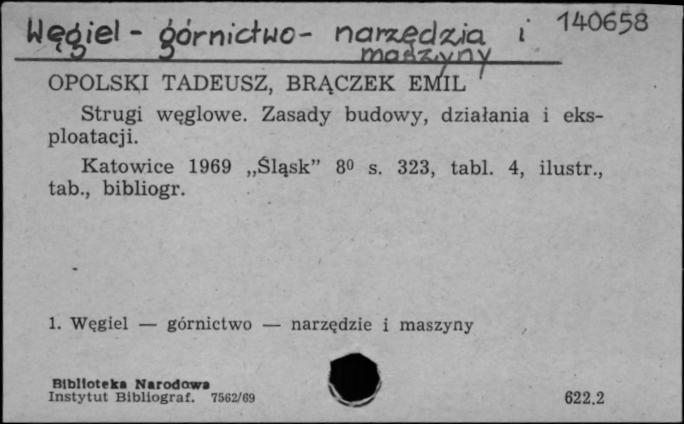 Węgiel - górnictwo - narzędzia i 140658
maszyny
OPOLSKI TADEUSZ, BRĄCZEK EMIL
Strugi węglowe. Zasady budowy, działania i eks-
ploatacji.
Katowice 1969 „Śląsk” 8⁰ s. 323, tabl. 4, ilustr.,
tab., bibliogr.
1. Węgiel — górnictwo — narzędzie i maszyny
Biblioteka Narodowa
Instytut Bibliograf. 7562/69 622.2